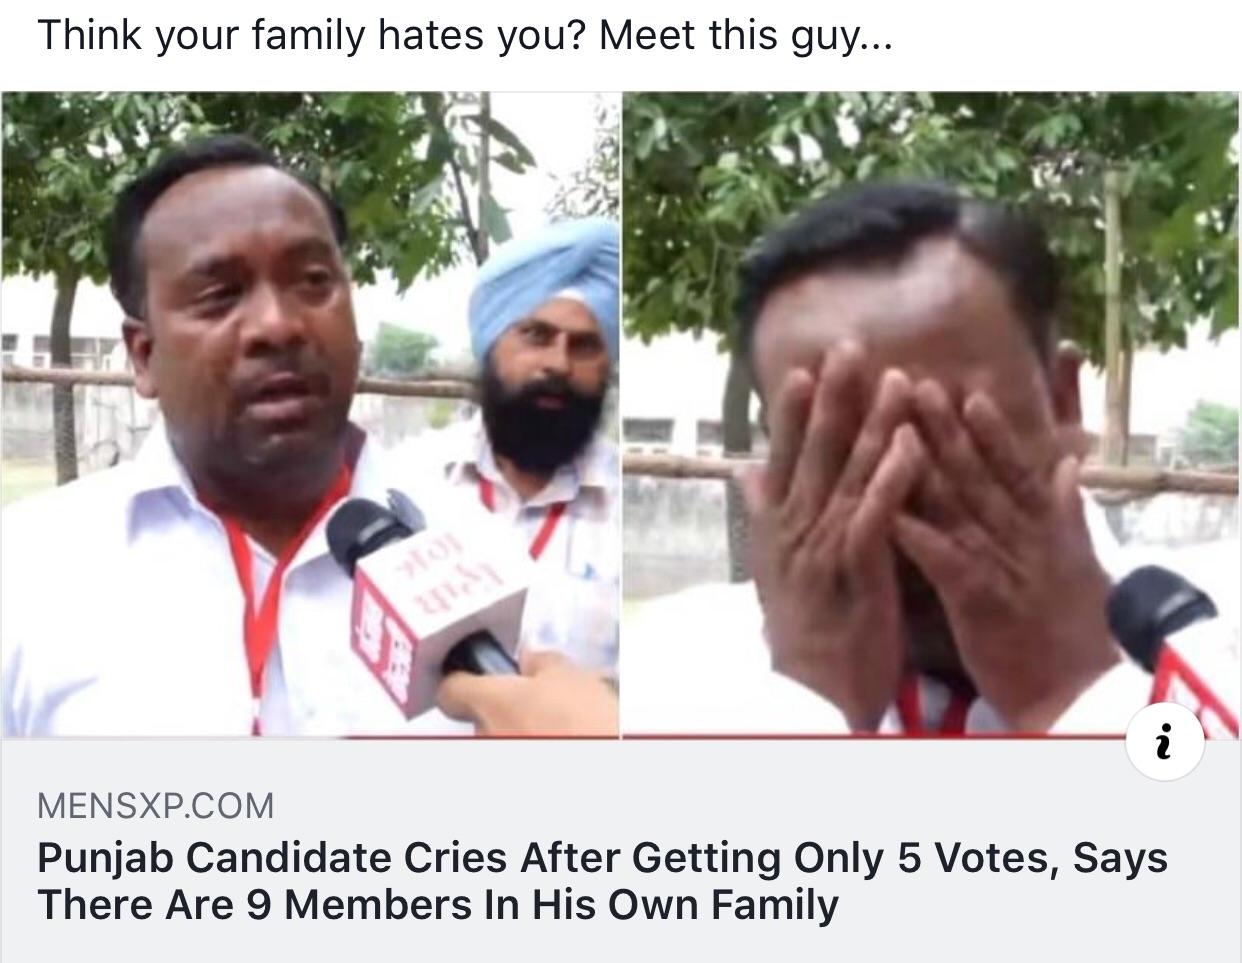 Think your family hates you? Meet this guy...
i
MENSXP.COM
Punjab Candidate Cries After Getting Only 5 Votes, Says
There Are 9 Members In His Own Family